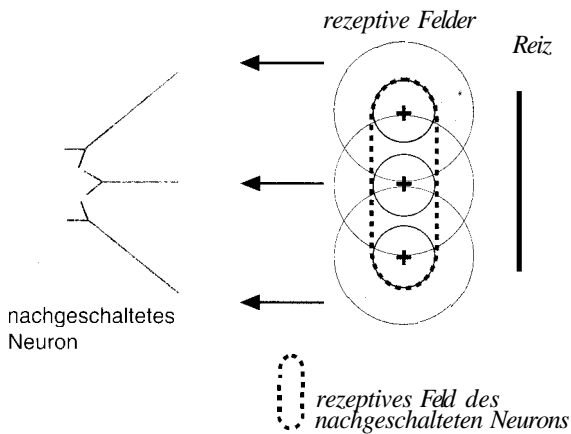 rezeptive Felder
Reiz
nachgeschaltetes
Neuron
rezeptives Feld des
nachgeschalteten Neurons